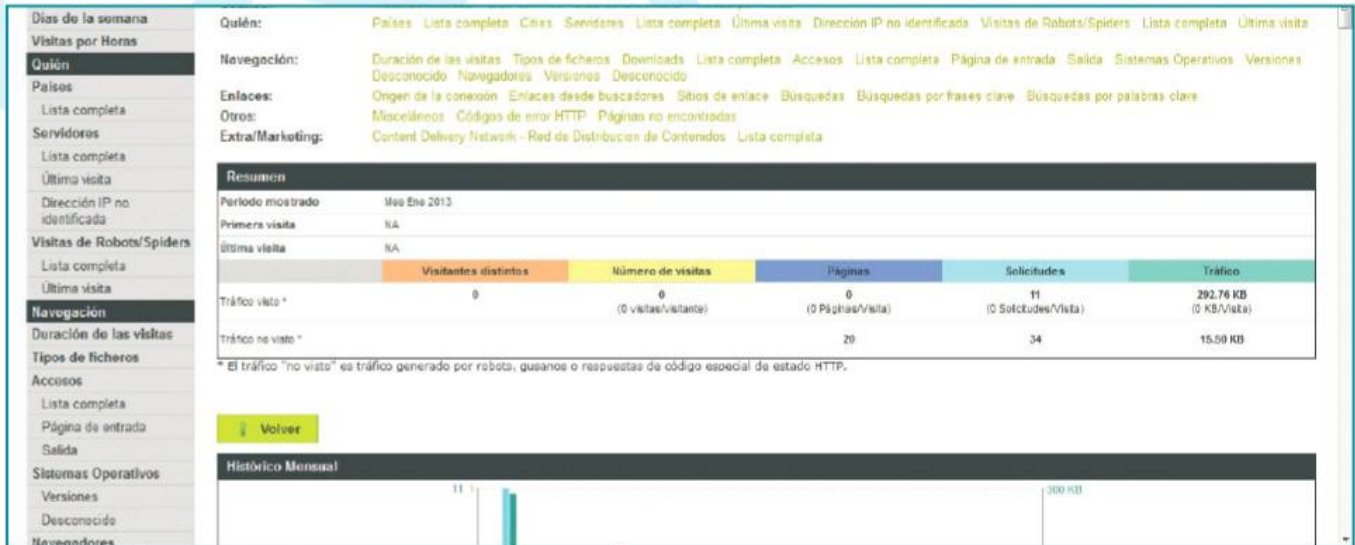 Días de la semana
Visitas por Horas
Quién
Países
Lista completa
Servidores
Lista completa
Última visita
Dirección IP no
identificada
Visitas de Robots/Spiders
Lista completa
Última visita
Navegación
Duración de las visitas
Tipos de ficheros
Accesos
Lista completa
Página de entrada
Salida
Sistemas Operativos
Versiones
Desconocido
Navegadores
Quién: Países Lista completa Cities Servidores Lista completa Última visita Dirección IP no identificada Visitas de Robots/Spiders Lista completa Última visita
Navegación: Duración de las visitas Tipos de ficheros Downloads Lista completa Accesos Lista completa Página de entrada Salida Sistemas Operativos Versiones
Desconocido Navegadores Versiones Desconocido
Enlaces: Origen de la conexión Enlaces desde buscadores Sitios de enlace Búsquedas Búsquedas por frases clave Búsquedas por palabras clave
Otros: Misceláneos Códigos de error HTTP Páginas no encontradas
Extra/Marketing: Content Delivery Network - Red de Distribucion de Contenidos Lista completa
Resumen
Periodo mostrado Mes Ene 2013
Primera visita NA
Última visita NA
Visitantes distintos Número de visitas Páginas Solicitudes Tráfico
Tráfico visto * 0 0 0 11 292.76 KB
(0 visitas/visitante) (0 Páginas/Visita) (0 Solicitudes/Visita) (0 KB/Visita)
Tráfico no visto * 20 34 15.50 KB
* El tráfico "no visto" es tráfico generado por robots, gusanos o respuestas de código especial de estado HTTP.
Volver
Histórico Mensual
11 300 KB